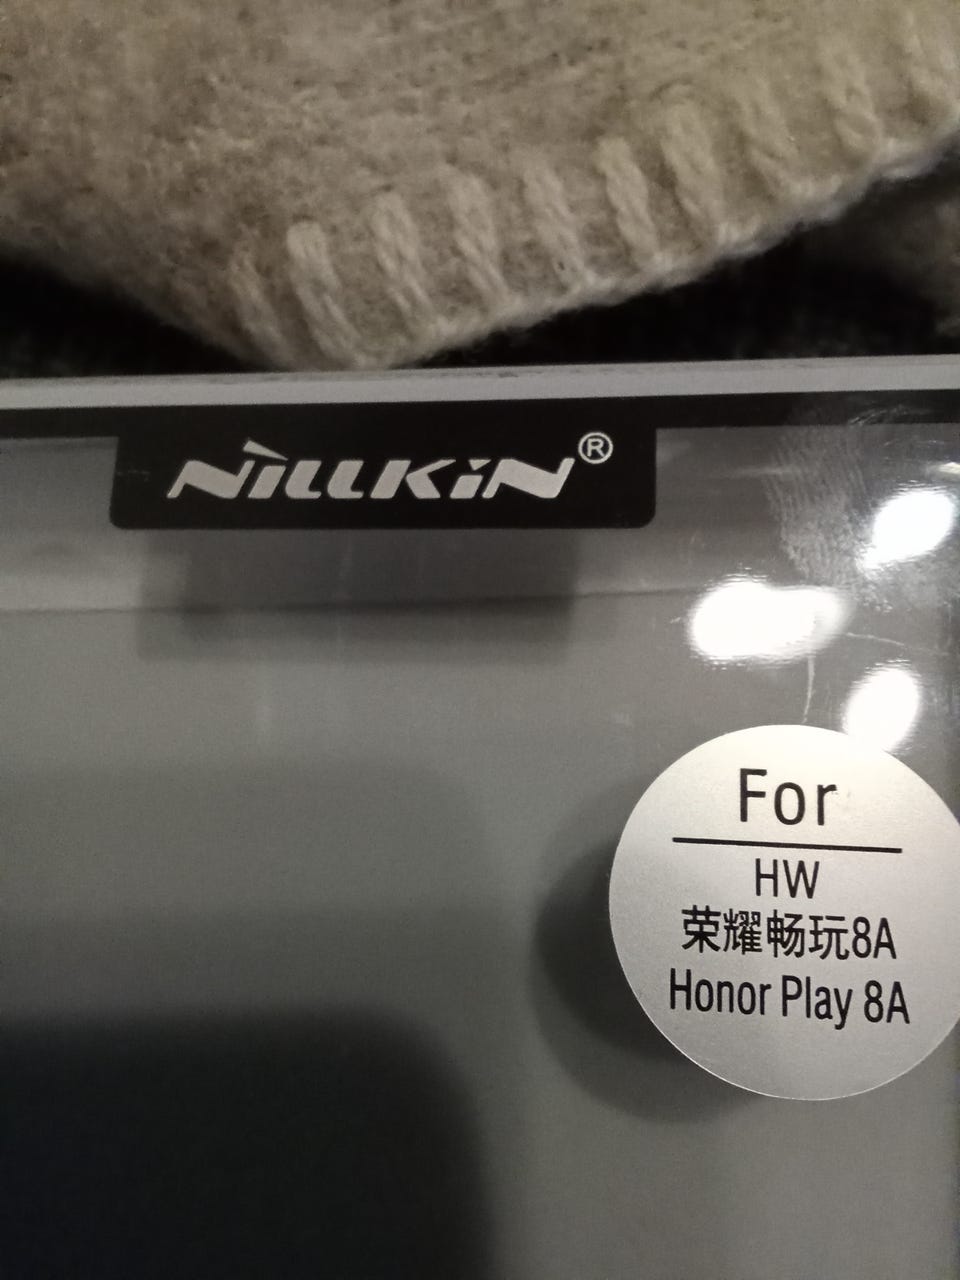 NILLKIN®
For
HW
荣耀畅玩8A
Honor Play 8A